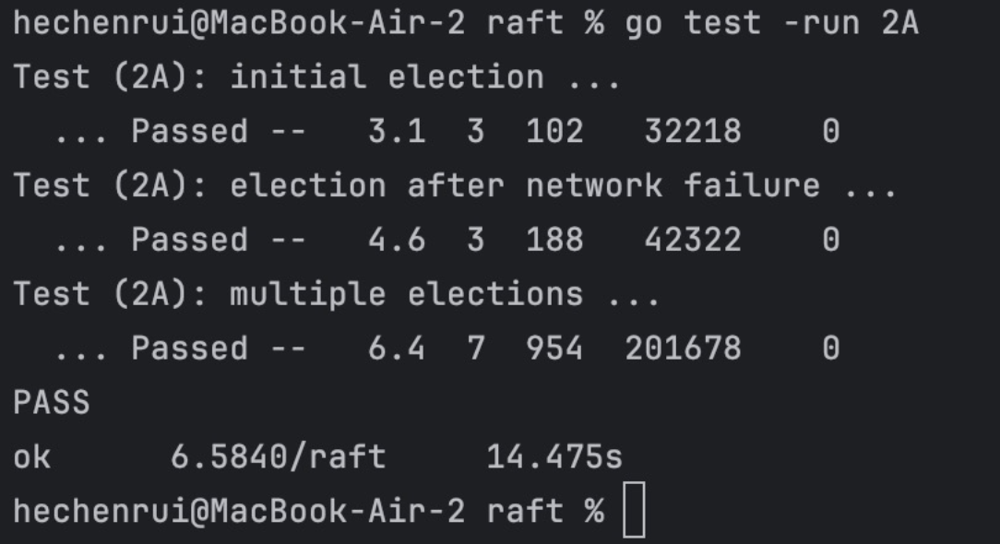 hechenrui@MacBook-Air-2 raft % go test -run 2A
Test (2A): initial election ...
  ... Passed --   3.1  3  102   32218    0
Test (2A): election after network failure ...
  ... Passed --   4.6  3  188   42322    0
Test (2A): multiple elections ...
  ... Passed --   6.4  7  954  201678    0
PASS
ok      6.5840/raft     14.475s
hechenrui@MacBook-Air-2 raft %